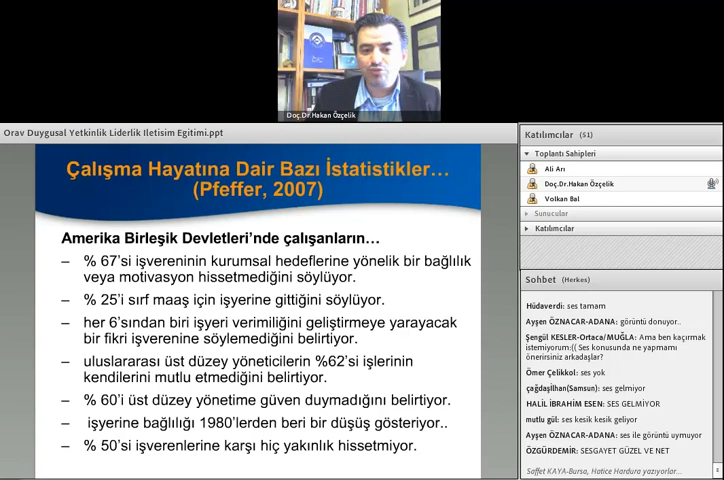 Doç.Dr.Hakan Özçelik
Orav Duygusal Yetkinlik Liderlik Iletisim Egitimi.ppt
Çalışma Hayatına Dair Bazı İstatistikler…
(Pfeffer, 2007)
Amerika Birleşik Devletleri’nde çalışanların…
– % 67’si işvereninin kurumsal hedeflerine yönelik bir bağlılık
veya motivasyon hissetmediğini söylüyor.
– % 25’i sırf maaş için işyerine gittiğini söylüyor.
– her 6’sından biri işyeri verimiliğini geliştirmeye yarayacak
bir fikri işverenine söylemediğini belirtiyor.
– uluslararası üst düzey yöneticilerin %62’si işlerinin
kendilerini mutlu etmediğini belirtiyor.
– % 60’i üst düzey yönetime güven duymadığını belirtiyor.
– işyerine bağlılığı 1980’lerden beri bir düşüş gösteriyor..
– % 50’si işverenlerine karşı hiç yakınlık hissetmiyor.
Katılımcılar (51)
Toplantı Sahipleri
Ali Arı
Doç.Dr.Hakan Özçelik
Volkan Bal
Sunucular
Katılımcılar
Sohbet (Herkes)
Hüdaverdi: ses tamam
Ayşen ÖZNACAR-ADANA: görüntü donuyor..
Şengül KESLER-Ortaca/MUĞLA: Ama ben kaçırmak
istemiyorum:(( Ses konusunda ne yapmamı
önerirsiniz arkadaşlar?
Ömer Çelikkol: ses yok
çağdaşİlhan(Samsun): ses gelmiyor
HALİL İBRAHİM ESEN: SES GELMİYOR
mutlu gül: ses kesik kesik geliyor
Ayşen ÖZNACAR-ADANA: ses ile görüntü uymuyor
ÖZGÜRDEMİR: SESGAYET GÜZEL VE NET
Saffet KAYA-Bursa, Hatice Hardura yazıyorlar...